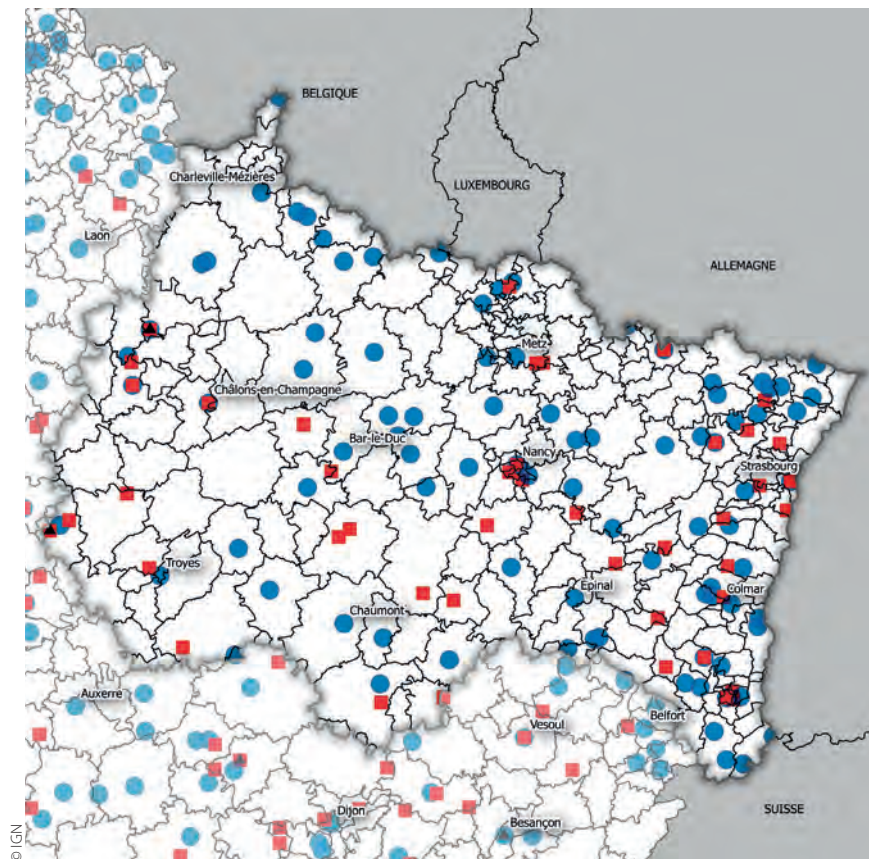 BELGIQUE
Charleville-Mézières
LUXEMBOURG
Laon
ALLEMAGNE
Metz
Châlons-en-Champagne
Bar-le-Duc
Nancy
Strasbourg
Troyes
Epinal
Colmar
Chaumont
Auxerre
Belfort
Vesoul
Dijon
Besançon
SUISSE
© IGN